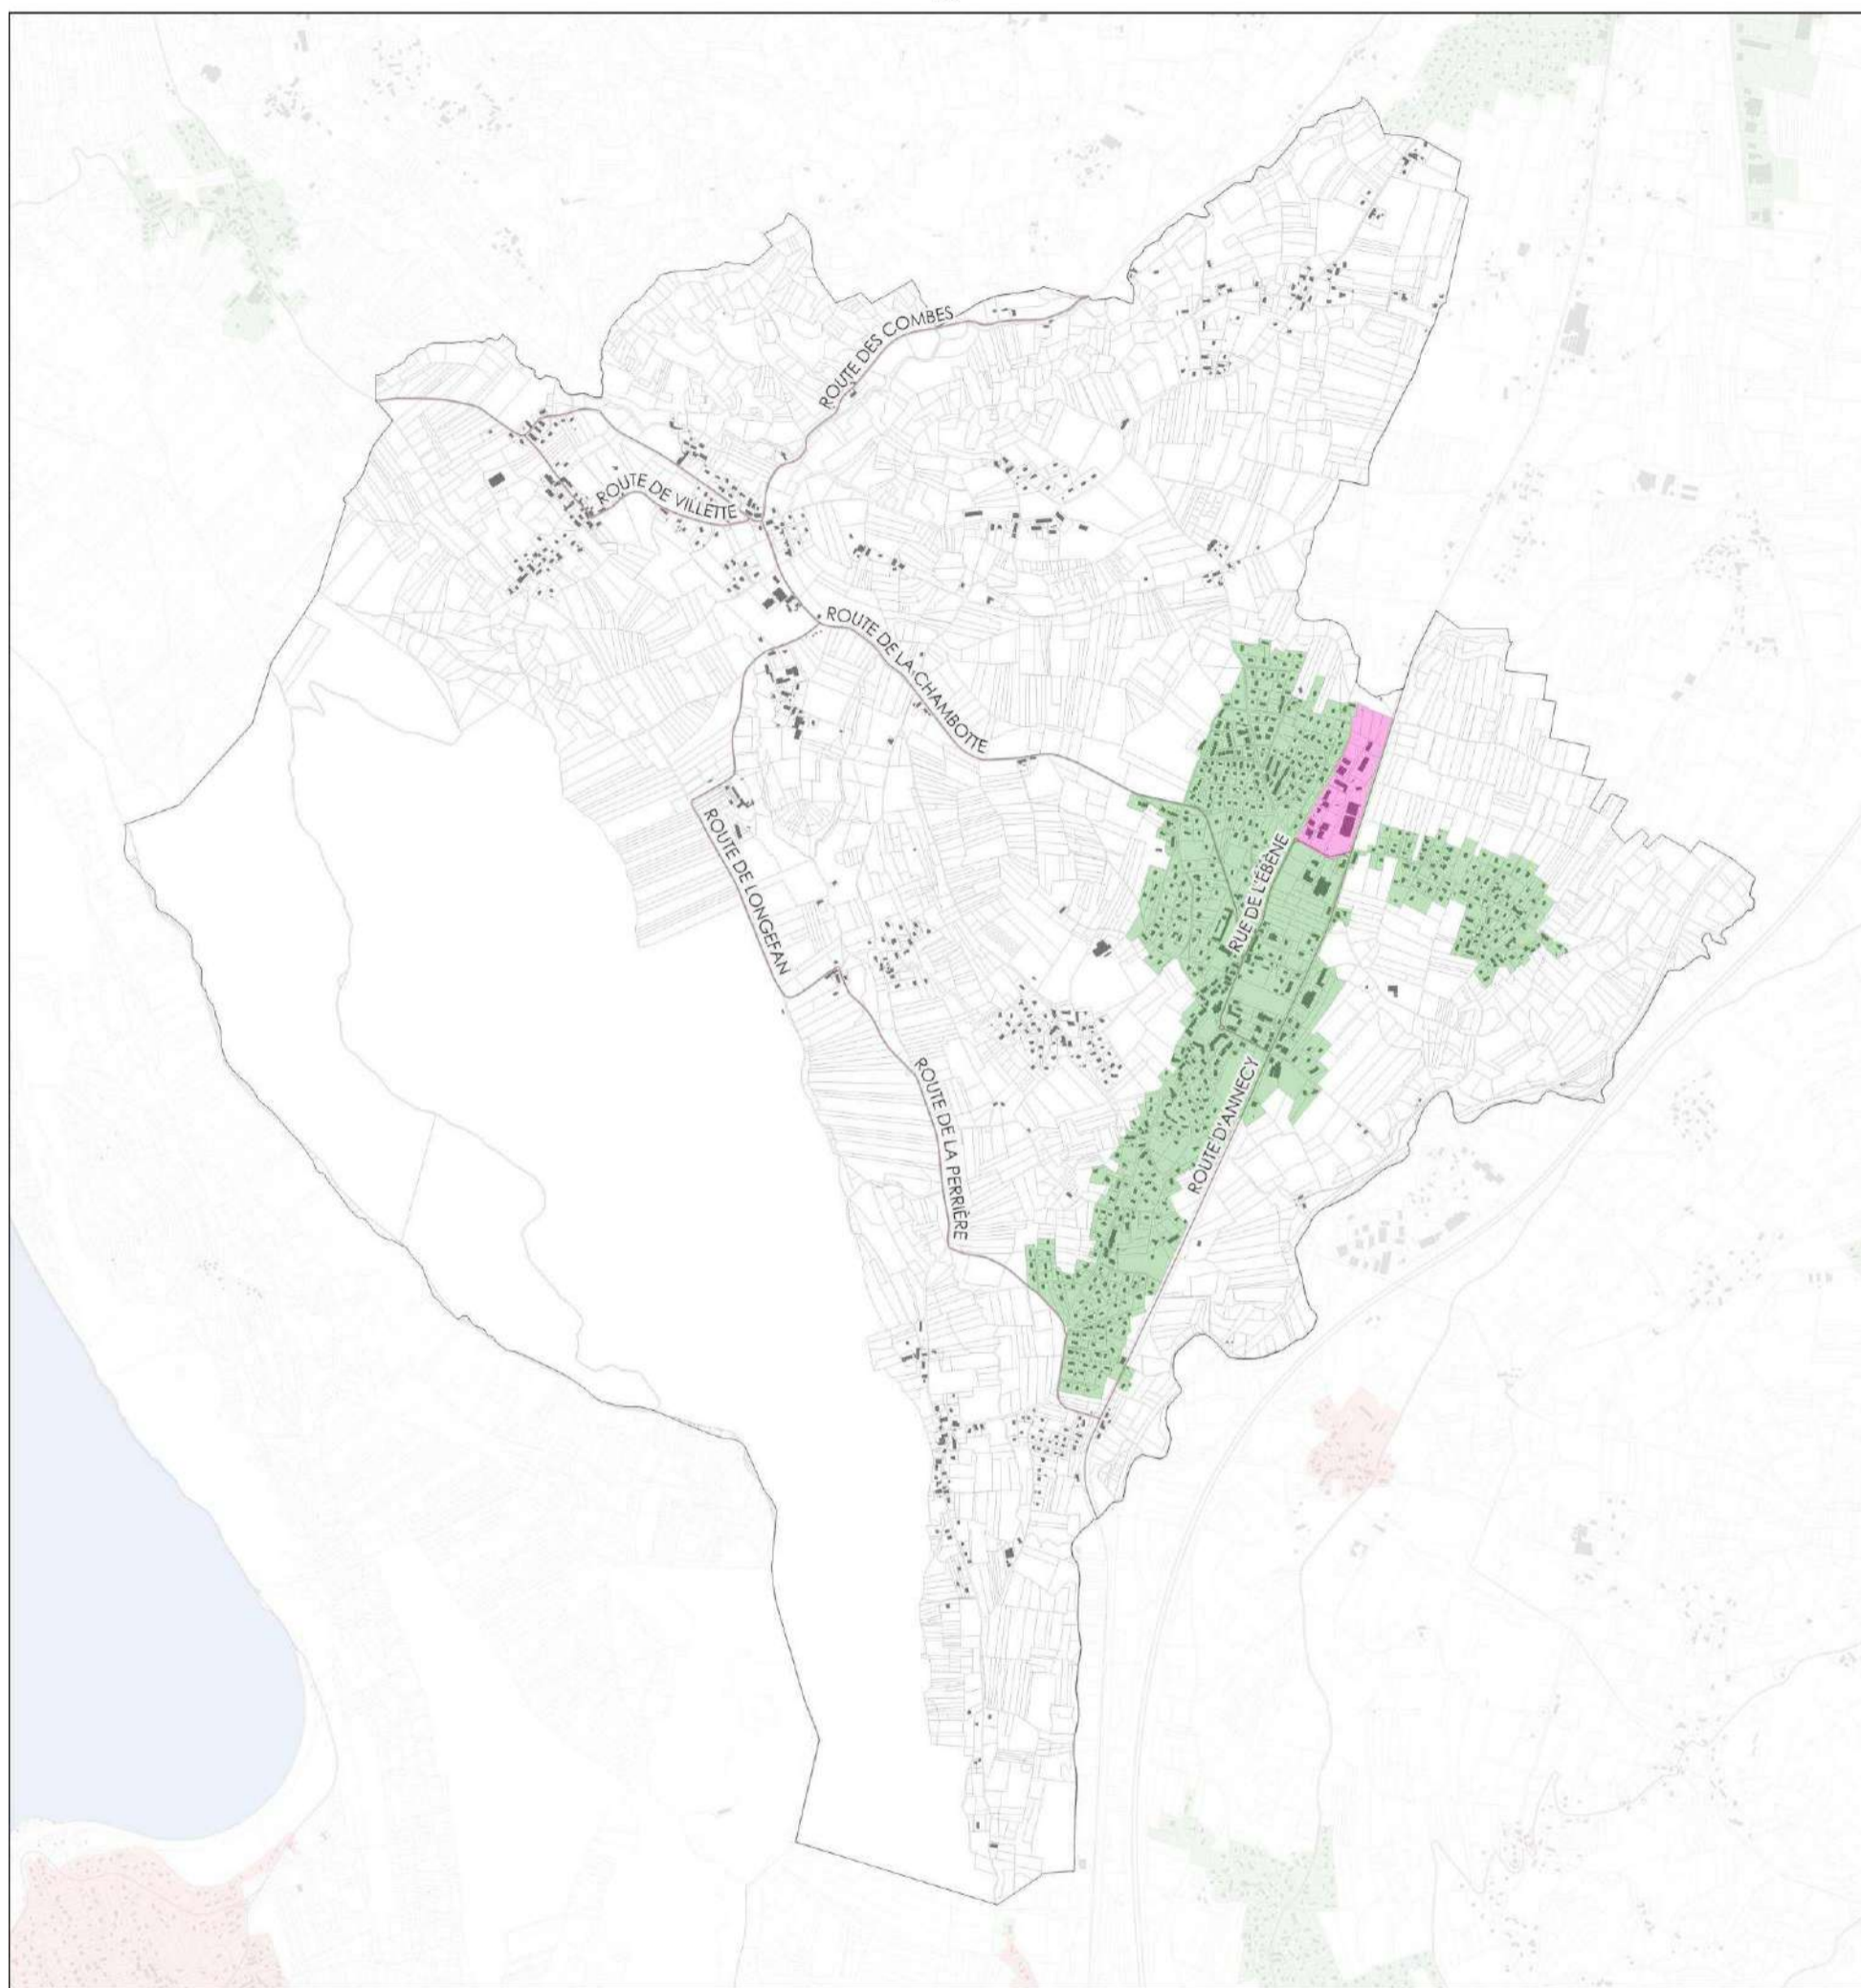 ROUTE DES COMBES
ROUTE DE VILLETTE
ROUTE DE LA CHAMBOTTE
ROUTE DE LONGEFAN
RUE DE L'ÉBÈNE
ROUTE D'ANNECY
ROUTE DE LA PERRIÈRE